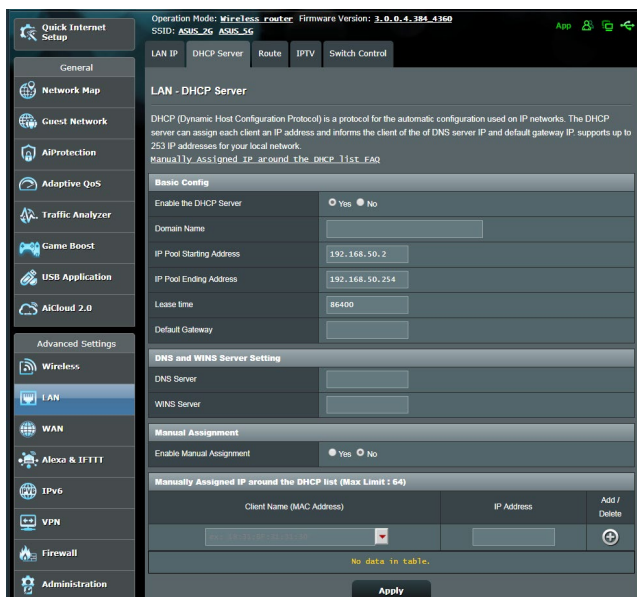 Operation Mode: Wireless router Firmware Version: 3.0.0.4.384_4360
SSID: ASUS_2G ASUS_5G
App
Quick Internet
Setup
General
Network Map
Guest Network
AiProtection
Adaptive QoS
Traffic Analyzer
Game Boost
USB Application
AiCloud 2.0
Advanced Settings
Wireless
LAN
WAN
Alexa & IFTTT
IPv6
VPN
Firewall
Administration
LAN IP DHCP Server Route IPTV Switch Control
LAN - DHCP Server
DHCP (Dynamic Host Configuration Protocol) is a protocol for the automatic configuration used on IP networks. The DHCP
server can assign each client an IP address and informs the client of the of DNS server IP and default gateway IP. supports up to
253 IP addresses for your local network.
Manually Assigned IP around the DHCP list FAQ
Basic Config
Enable the DHCP Server Yes No
Domain Name
IP Pool Starting Address 192.168.50.2
IP Pool Ending Address 192.168.50.254
Lease time 86400
Default Gateway
DNS and WINS Server Setting
DNS Server
WINS Server
Manual Assignment
Enable Manual Assignment Yes No
Manually Assigned IP around the DHCP list (Max Limit : 64)
Client Name (MAC Address) IP Address Add /
Delete
No data in table.
Apply